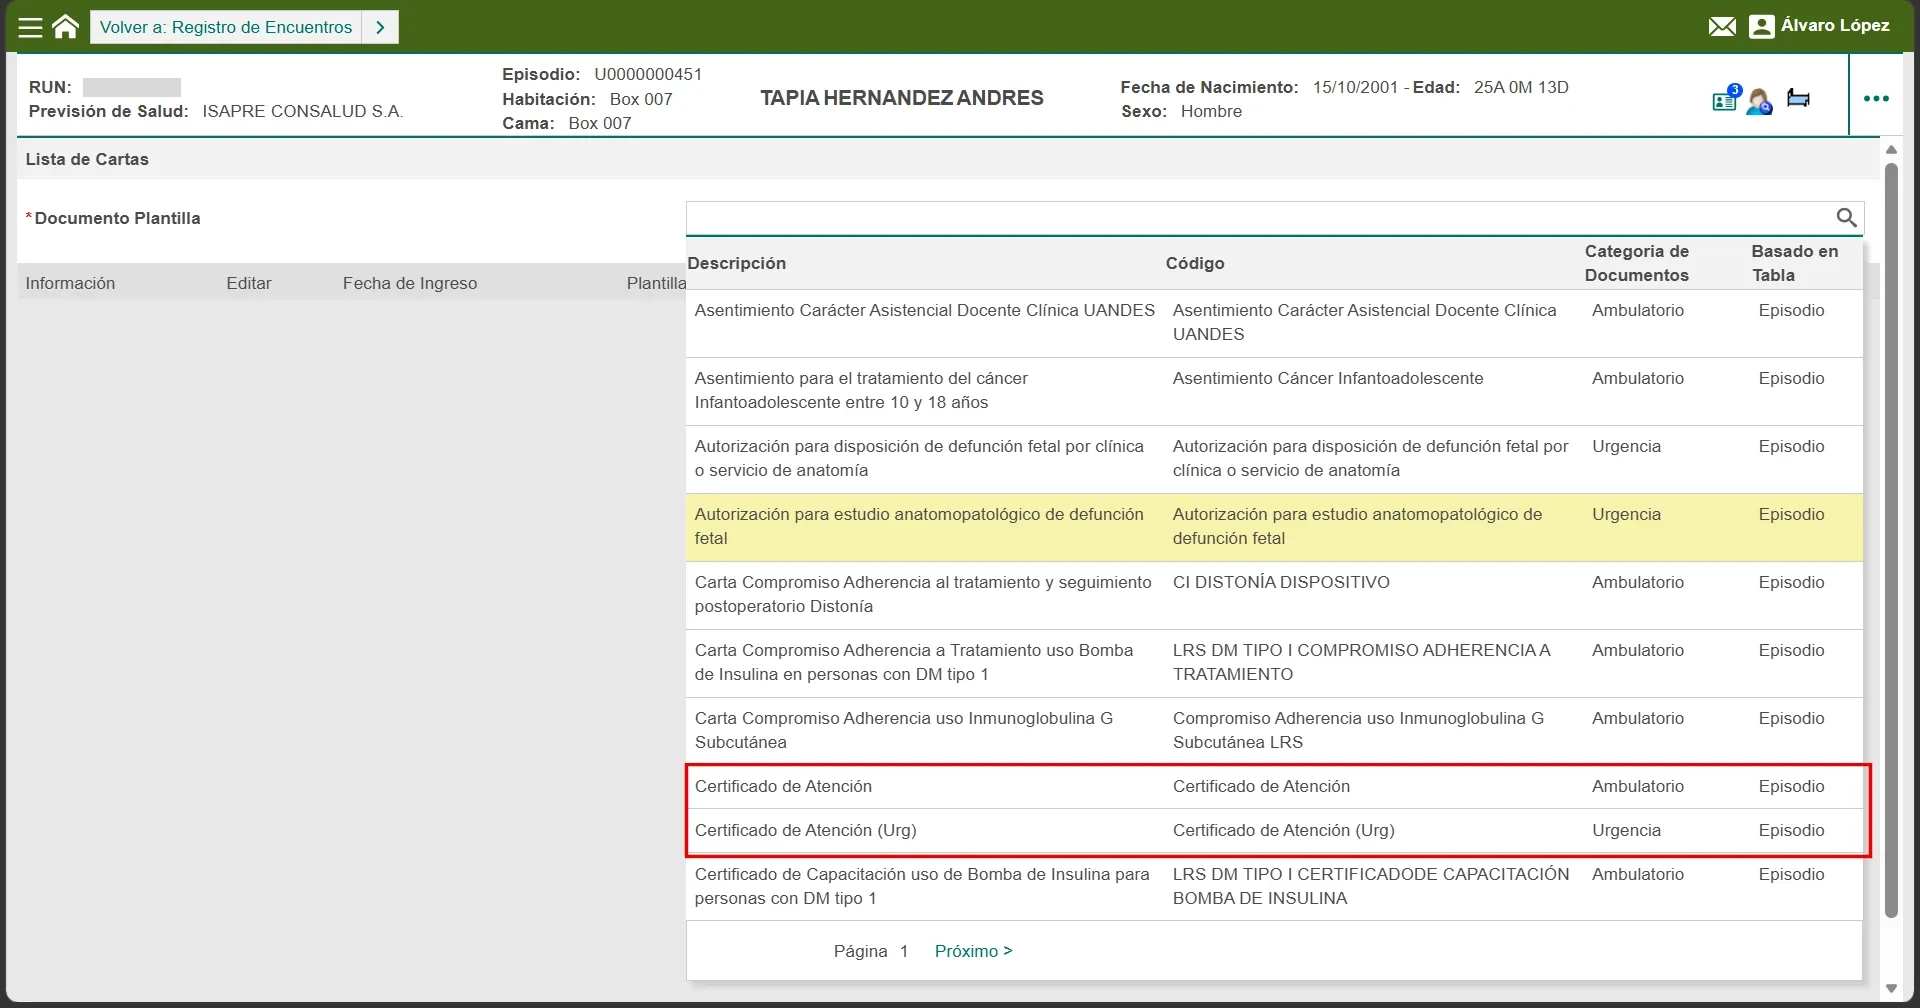 Volver a: Registro de Encuentros >
Álvaro López
RUN:
Previsión de Salud: ISAPRE CONSALUD S.A.
Episodio: U0000000451
Habitación: Box 007
Cama: Box 007
TAPIA HERNANDEZ ANDRES
Fecha de Nacimiento: 15/10/2001 - Edad: 25A 0M 13D
Sexo: Hombre
3
Lista de Cartas
*Documento Plantilla
Información Editar Fecha de Ingreso Plantilla
Descripción Código Categoria de Documentos Basado en Tabla
Asentimiento Carácter Asistencial Docente Clínica UANDES Asentimiento Carácter Asistencial Docente Clínica Ambulatorio Episodio
UANDES
Asentimiento para el tratamiento del cáncer Asentimiento Cáncer Infantoadolescente Ambulatorio Episodio
Infantoadolescente entre 10 y 18 años
Autorización para disposición de defunción fetal por clínica Autorización para disposición de defunción fetal por Urgencia Episodio
o servicio de anatomía clínica o servicio de anatomía
Autorización para estudio anatomopatológico de defunción Autorización para estudio anatomopatológico de Urgencia Episodio
fetal defunción fetal
Carta Compromiso Adherencia al tratamiento y seguimiento CI DISTONÍA DISPOSITIVO Ambulatorio Episodio
postoperatorio Distonía
Carta Compromiso Adherencia a Tratamiento uso Bomba LRS DM TIPO I COMPROMISO ADHERENCIA A Ambulatorio Episodio
de Insulina en personas con DM tipo 1 TRATAMIENTO
Carta Compromiso Adherencia uso Inmunoglobulina G Compromiso Adherencia uso Inmunoglobulina G Ambulatorio Episodio
Subcutánea Subcutánea LRS
Certificado de Atención Certificado de Atención Ambulatorio Episodio
Certificado de Atención (Urg) Certificado de Atención (Urg) Urgencia Episodio
Certificado de Capacitación uso de Bomba de Insulina para LRS DM TIPO I CERTIFICADODE CAPACITACIÓN Ambulatorio Episodio
personas con DM tipo 1 BOMBA DE INSULINA
Página 1 Próximo >